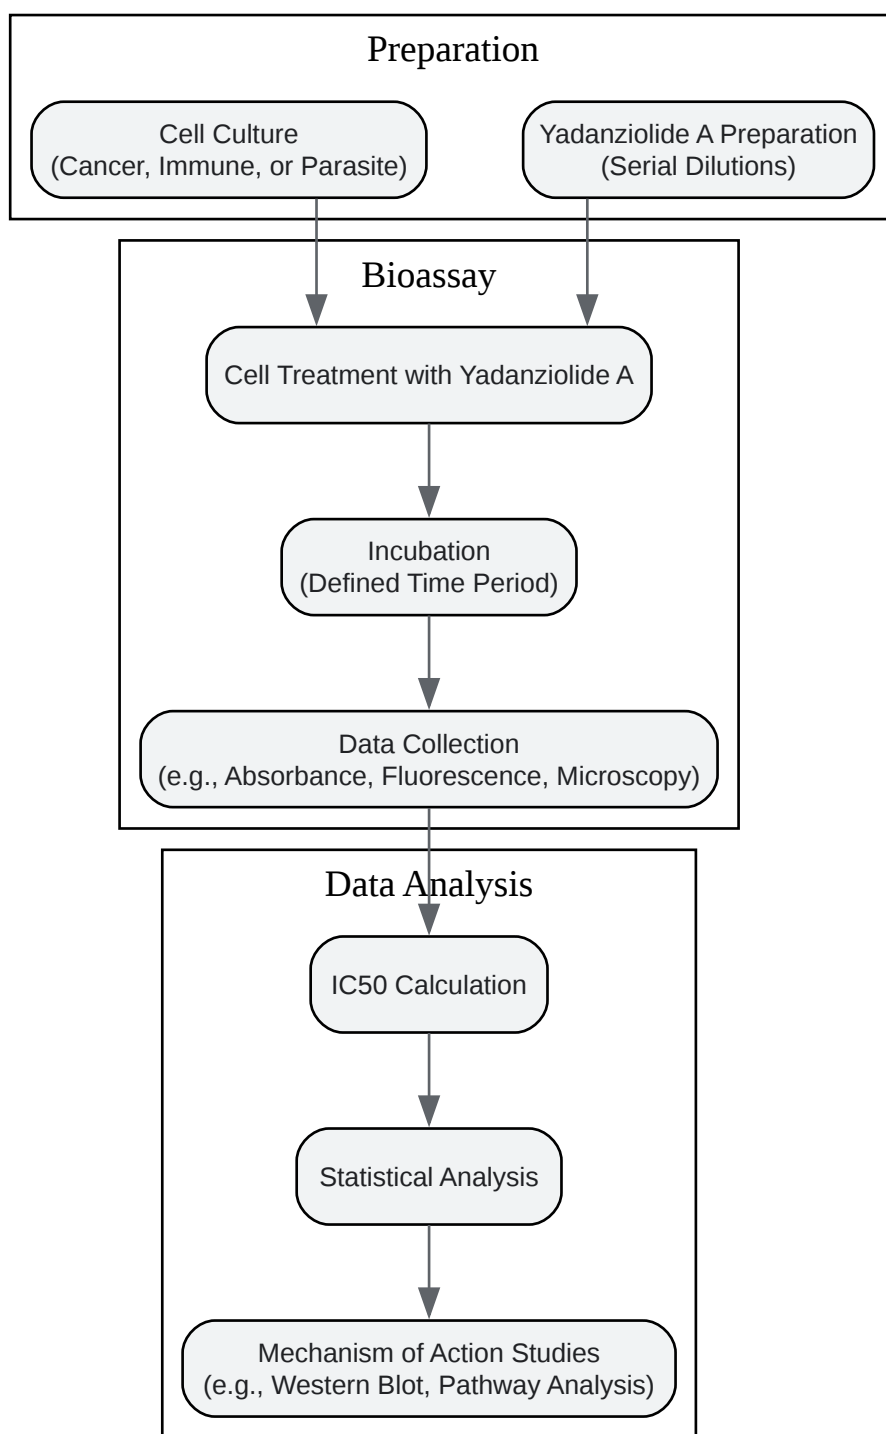 Preparation
Cell Culture
(Cancer, Immune, or Parasite)
Yadanziolide A Preparation
(Serial Dilutions)
Bioassay
Cell Treatment with Yadanziolide A
Incubation
(Defined Time Period)
Data Collection
(e.g., Absorbance, Fluorescence, Microscopy)
Data Analysis
IC50 Calculation
Statistical Analysis
Mechanism of Action Studies
(e.g., Western Blot, Pathway Analysis)